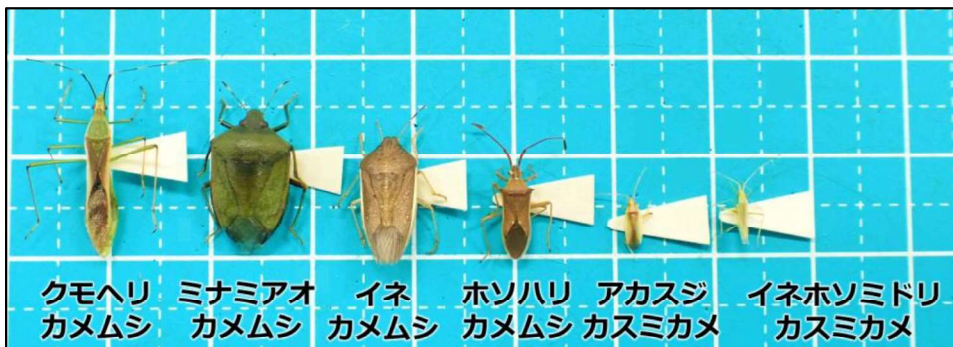 クモヘリ
カメムシ
ミナミアオ
カメムシ
イネ
カメムシ
ホソハリ
カメムシ
アカスジ
カスミカメ
イネホソミドリ
カスミカメ